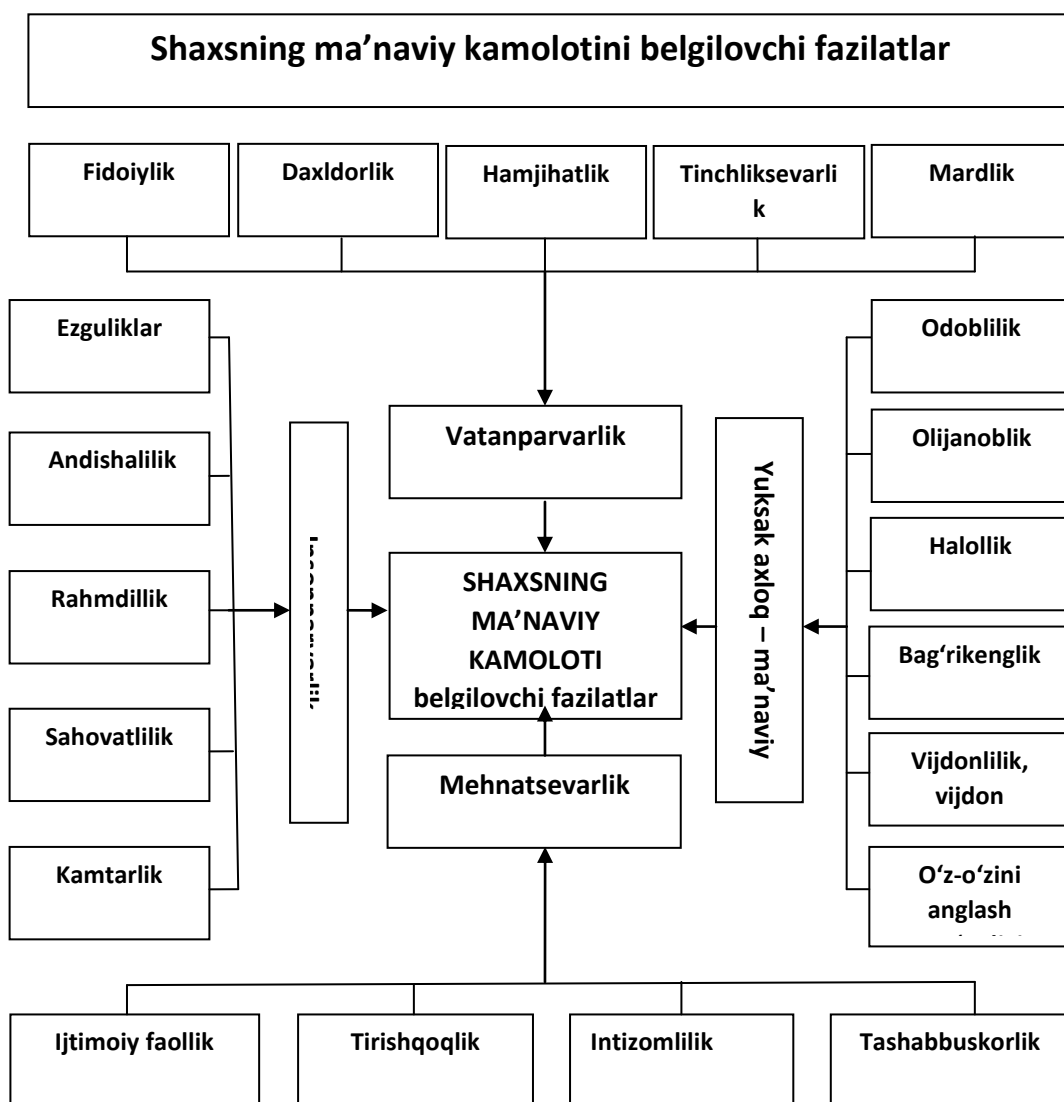 Shaxsning ma’naviy kamolotini belgilovchi fazilatlar
Fidoiylik
Daxldorlik
Hamjihatlik
Tinchliksevarli
k
Mardlik
Ezguliklar
Andishalilik
Rahmdillik
Sahovatlilik
Kamtarlik
Vatanparvarlik
SHAXSNING
MA’NAVIY
KAMOLOTI
belgilovchi fazilatlar
Mehnatsevarlik
Yuksak axloq – ma’naviy
Odoblilik
Olijanoblik
Halollik
Bag‘rikenglik
Vijdonlilik,
vijdon
O‘z-o‘zini
anglash
Ijtimoiy faollik
Tirishqoqlik
Intizomlilik
Tashabbuskorlik